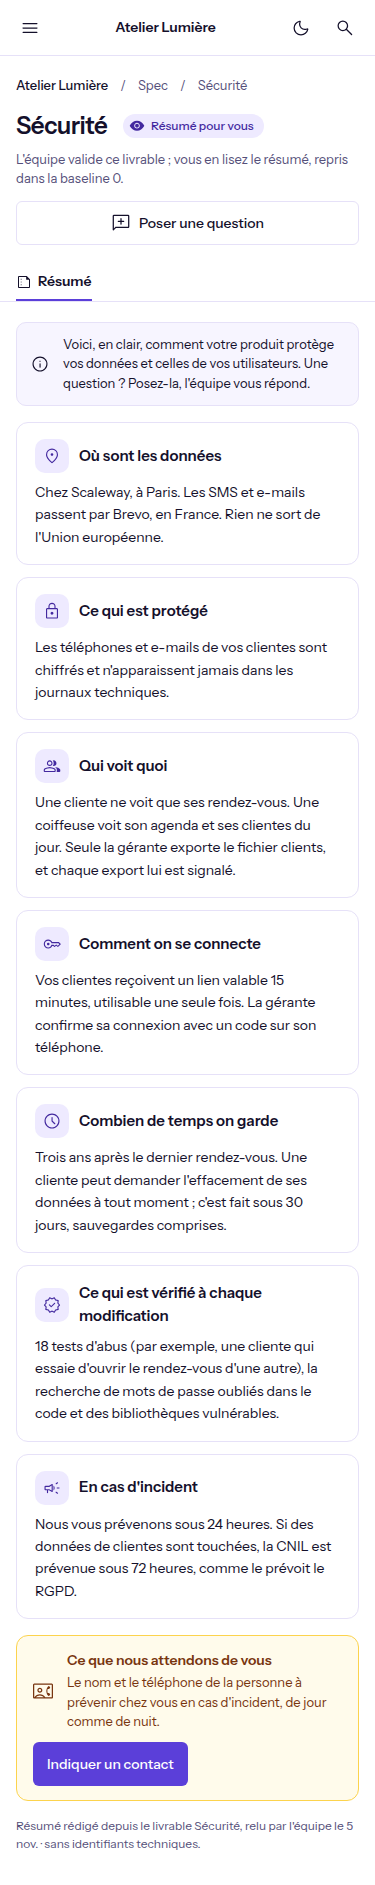 Atelier Lumière
Atelier Lumière / Spec / Sécurité
Sécurité
Résumé pour vous
L'équipe valide ce livrable ; vous en lisez le résumé, repris
dans la baseline 0.
Poser une question
Résumé
Voici, en clair, comment votre produit protège
vos données et celles de vos utilisateurs. Une
question ? Posez-la, l'équipe vous répond.
Où sont les données
Chez Scaleway, à Paris. Les SMS et e-mails
passent par Brevo, en France. Rien ne sort de
l'Union européenne.
Ce qui est protégé
Les téléphones et e-mails de vos clientes sont
chiffrés et n'apparaissent jamais dans les
journaux techniques.
Qui voit quoi
Une cliente ne voit que ses rendez-vous. Une
coiffeuse voit son agenda et ses clientes du
jour. Seule la gérante exporte le fichier clients,
et chaque export lui est signalé.
Comment on se connecte
Vos clientes reçoivent un lien valable 15
minutes, utilisable une seule fois. La gérante
confirme sa connexion avec un code sur son
téléphone.
Combien de temps on garde
Trois ans après le dernier rendez-vous. Une
cliente peut demander l'effacement de ses
données à tout moment ; c'est fait sous 30
jours, sauvegardes comprises.
Ce qui est vérifié à chaque
modification
18 tests d'abus (par exemple, une cliente qui
essaie d'ouvrir le rendez-vous d'une autre), la
recherche de mots de passe oubliés dans le
code et des bibliothèques vulnérables.
En cas d'incident
Nous vous prévenons sous 24 heures. Si des
données de clientes sont touchées, la CNIL est
prévenue sous 72 heures, comme le prévoit le
RGPD.
Ce que nous attendons de vous
Le nom et le téléphone de la personne à
prévenir chez vous en cas d'incident, de jour
comme de nuit.
Indiquer un contact
Résumé rédigé depuis le livrable Sécurité, relu par l'équipe le 5
nov. · sans identifiants techniques.